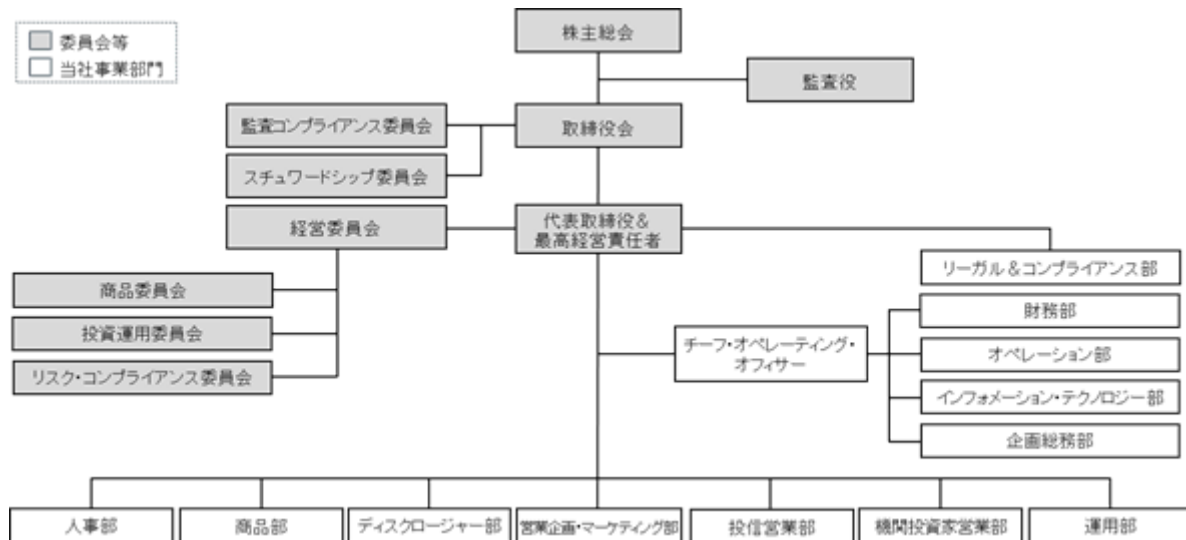 委員会等
当社事業部門
株主総会
監査役
監査コンプライアンス委員会
取締役会
スチュワードシップ委員会
経営委員会
代表取締役&
最高経営責任者
リーガル&コンプライアンス部
商品委員会
財務部
投資運用委員会
チーフ・オペレーティング・
オフィサー
オペレーション部
リスク・コンプライアンス委員会
インフォメーション・テクノロジー部
企画総務部
人事部
商品部
ディスクロージャー部
営業企画・マーケティング部
投信営業部
機関投資家営業部
運用部